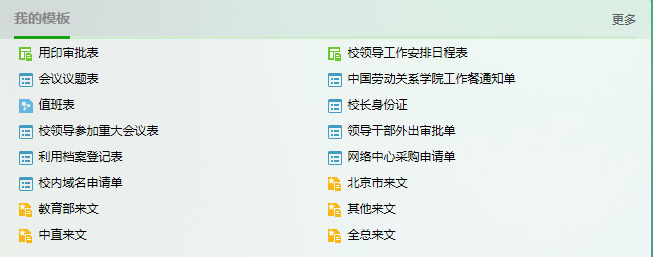 我的模板 更多
用印审批表 校领导工作安排日程表
会议议题表 中国劳动关系学院工作餐通知单
值班表 校长身份证
校领导参加重大会议表 领导干部外出审批单
利用档案登记表 网络中心采购申请单
校内域名申请单 北京市来文
教育部来文 其他来文
中直来文 全总来文